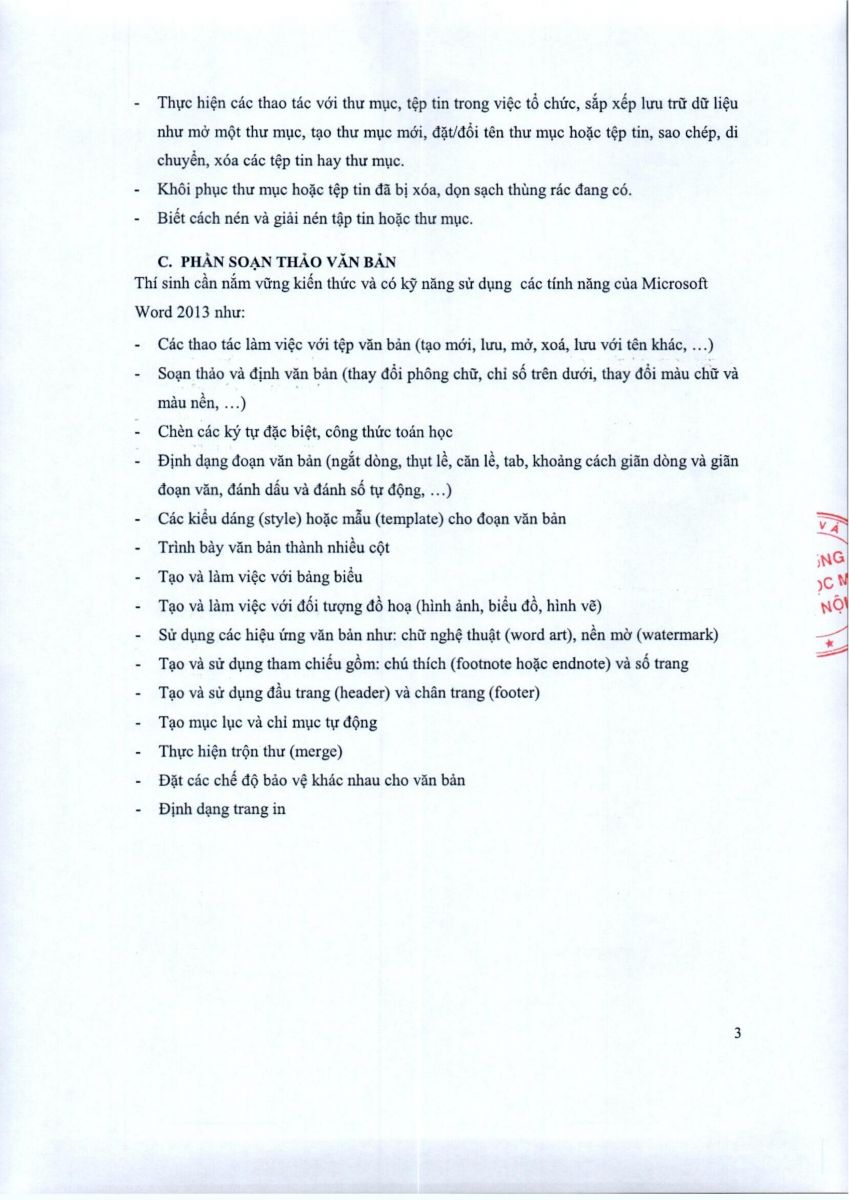 - Thực hiện các thao tác với thư mục, tệp tin trong việc tổ chức, sắp xếp lưu trữ dữ liệu
như mở một thư mục, tạo thư mục mới, đặt/đổi tên thư mục hoặc tệp tin, sao chép, di
chuyển, xóa các tệp tin hay thư mục.
- Khôi phục thư mục hoặc tệp tin đã bị xóa, dọn sạch thùng rác đang có.
- Biết cách nén và giải nén tập tin hoặc thư mục.
C. PHẦN SOẠN THẢO VĂN BẢN
Thí sinh cần nắm vững kiến thức và có kỹ năng sử dụng các tính năng của Microsoft
Word 2013 như:
- Các thao tác làm việc với tệp văn bản (tạo mới, lưu, mở, xoá, lưu với tên khác, …)
- Soạn thảo và định văn bản (thay đổi phông chữ, chỉ số trên dưới, thay đổi màu chữ và
màu nền, …)
- Chèn các ký tự đặc biệt, công thức toán học
- Định dạng đoạn văn bản (ngắt dòng, thụt lề, căn lề, tab, khoảng cách giãn dòng và giãn
đoạn văn, đánh dấu và đánh số tự động, …)
- Các kiểu dáng (style) hoặc mẫu (template) cho đoạn văn bản
- Trình bày văn bản thành nhiều cột
- Tạo và làm việc với bảng biểu
- Tạo và làm việc với đối tượng đồ hoạ (hình ảnh, biểu đồ, hình vẽ)
- Sử dụng các hiệu ứng văn bản như: chữ nghệ thuật (word art), nền mờ (watermark)
- Tạo và sử dụng tham chiếu gồm: chú thích (footnote hoặc endnote) và số trang
- Tạo và sử dụng đầu trang (header) và chân trang (footer)
- Tạo mục lục và chỉ mục tự động
- Thực hiện trộn thư (merge)
- Đặt các chế độ bảo vệ khác nhau cho văn bản
- Định dạng trang in
VÀ
NỘI
3